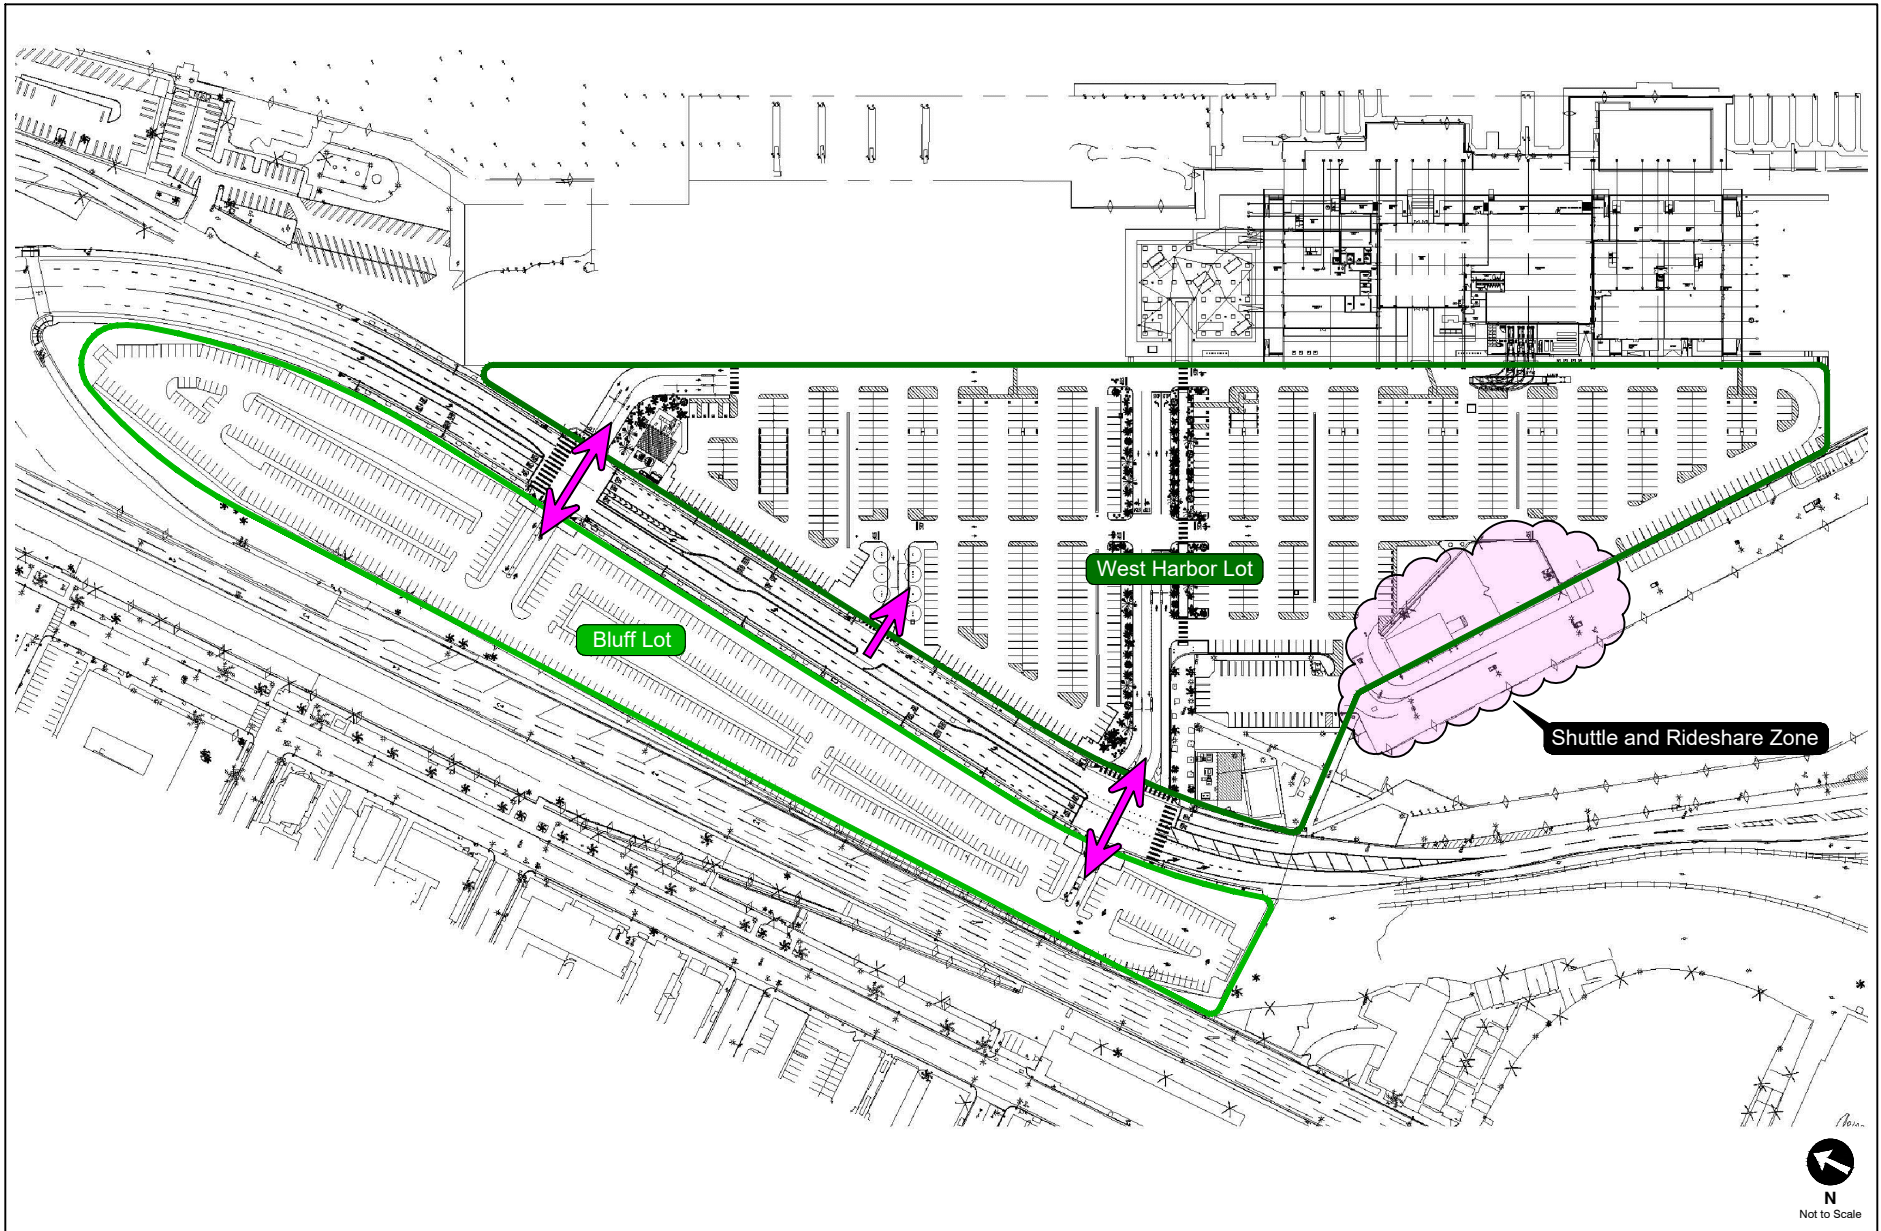 West Harbor Lot
Bluff Lot
Shuttle and Rideshare Zone
N
Not to Scale